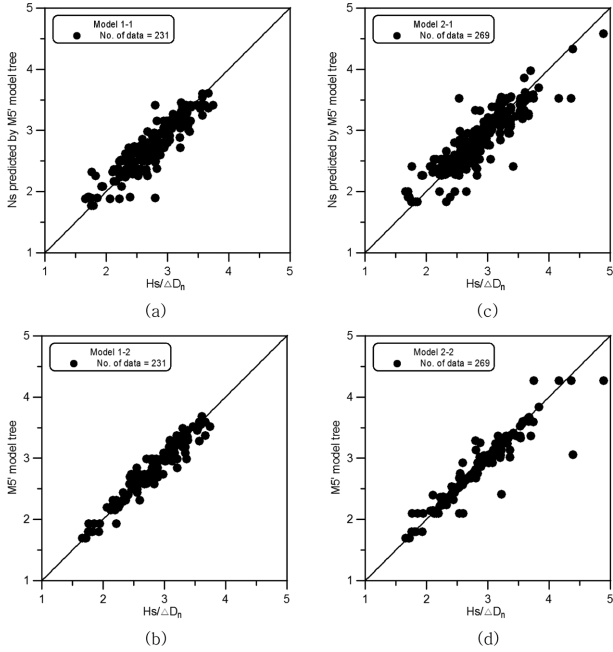 Model 1-1
No. of data = 231
Ns predicted by M5' model tree
5
4
3
2
1
1 2 3 4 5
Hs/△Dn
(a)
Model 2-1
No. of data = 269
Ns predicted by M5' model tree
5
4
3
2
1
1 2 3 4 5
Hs/△Dn
(c)
Model 1-2
No. of data = 231
M5' model tree
5
4
3
2
1
1 2 3 4 5
Hs/△Dn
(b)
Model 2-2
No. of data = 269
M5' model tree
5
4
3
2
1
1 2 3 4 5
Hs/△Dn
(d)